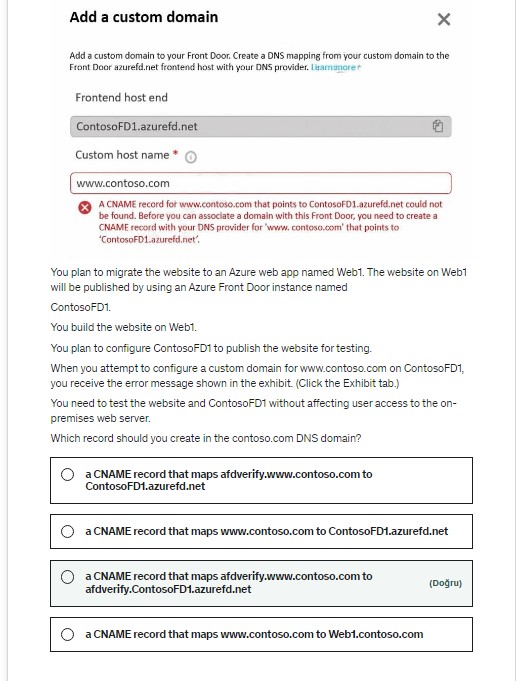 Add a custom domain
Add a custom domain to your Front Door. Create a DNS mapping from your custom domain to the
Front Door azurefd.net frontend host with your DNS provider. Learn more
Frontend host end
ContosoFD1.azurefd.net
Custom host name *
www.contoso.com
A CNAME record for www.contoso.com that points to ContosoFD1.azurefd.net could not
be found. Before you can associate a domain with this Front Door, you need to create a
CNAME record with your DNS provider for 'www. contoso.com' that points to
'ContosoFD1.azurefd.net'.
You plan to migrate the website to an Azure web app named Web1. The website on Web1
will be published by using an Azure Front Door instance named
ContosoFD1.
You build the website on Web1.
You plan to configure ContosoFD1 to publish the website for testing.
When you attempt to configure a custom domain for www.contoso.com on ContosoFD1,
you receive the error message shown in the exhibit. (Click the Exhibit tab.)
You need to test the website and ContosoFD1 without affecting user access to the on-
premises web server.
Which record should you create in the contoso.com DNS domain?
a CNAME record that maps afdverify.www.contoso.com to
ContosoFD1.azurefd.net
a CNAME record that maps www.contoso.com to ContosoFD1.azurefd.net
a CNAME record that maps afdverify.www.contoso.com to
afdverify.ContosoFD1.azurefd.net
(Doğru)
a CNAME record that maps www.contoso.com to Web1.contoso.com